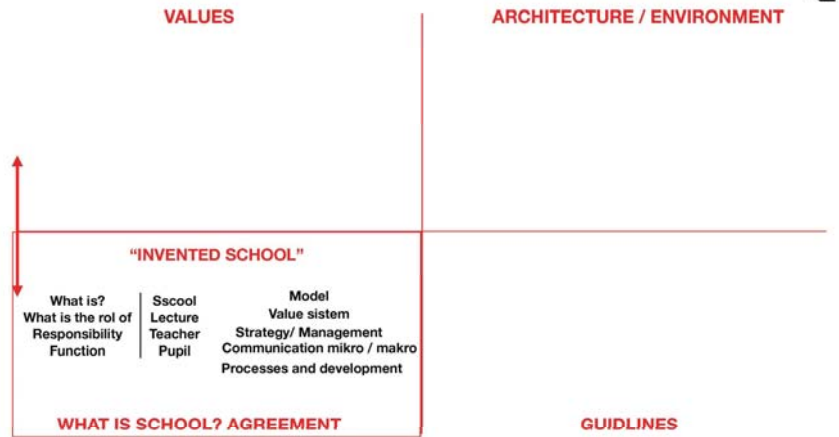 VALUES
ARCHITECTURE / ENVIRONMENT
“INVENTED SCHOOL”
What is?
What is the rol of
Responsibility
Function
Sscool
Lecture
Teacher
Pupil
Model
Value sistem
Strategy/ Management
Communication mikro / makro
Processes and development
WHAT IS SCHOOL? AGREEMENT
GUIDLINES